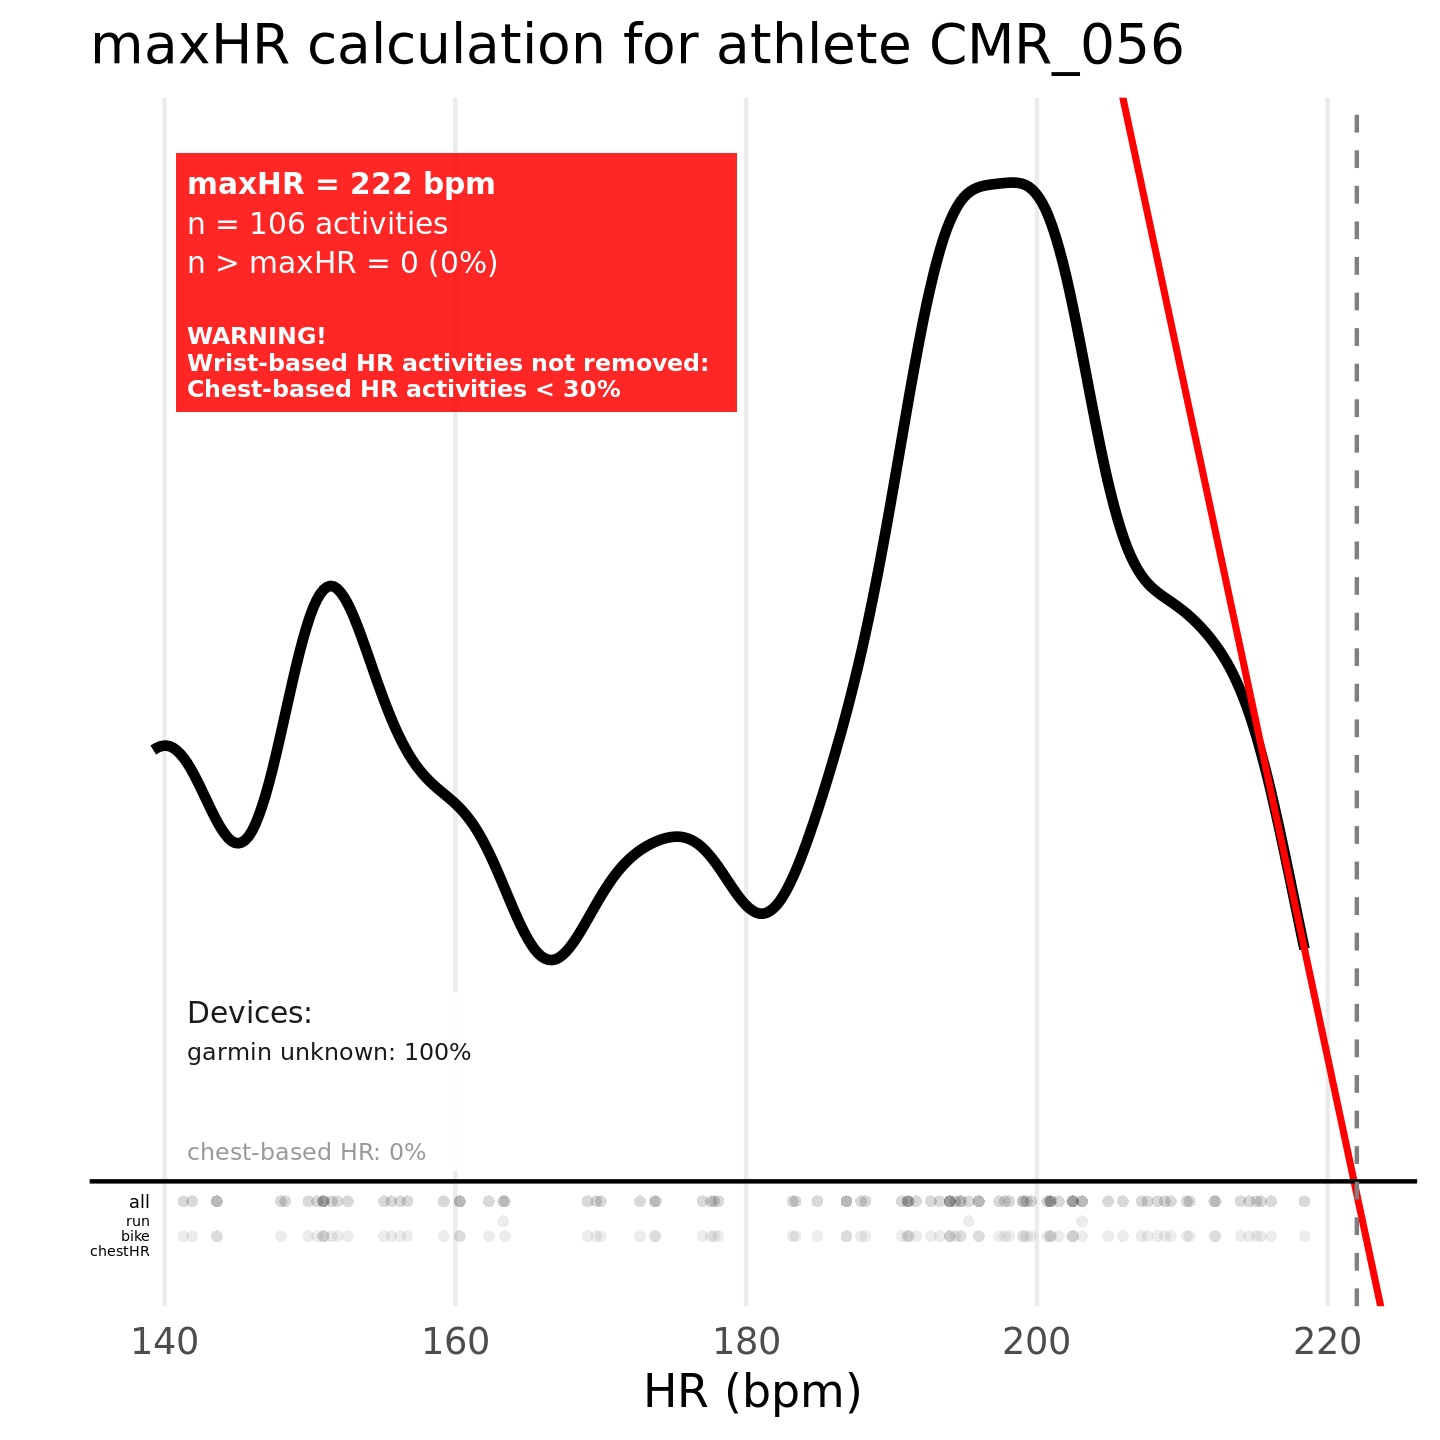 maxHR calculation for athlete CMR_056
maxHR = 222 bpm
n = 106 activities
n > maxHR = 0 (0%)
WARNING!
Wrist-based HR activities not removed:
Chest-based HR activities < 30%
Devices:
garmin unknown: 100%
chest-based HR: 0%
all
run
bike
chestHR
140 160 180 200 220
HR (bpm)